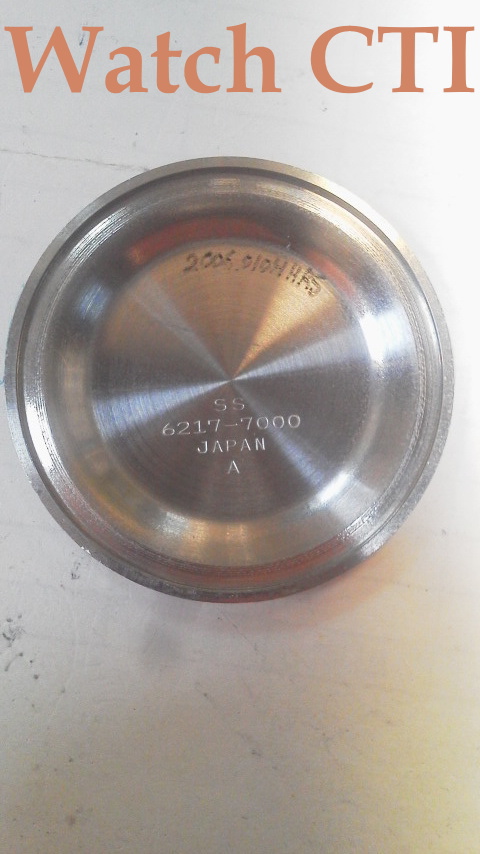 Watch CTI
SS
6217-7000
JAPAN
A